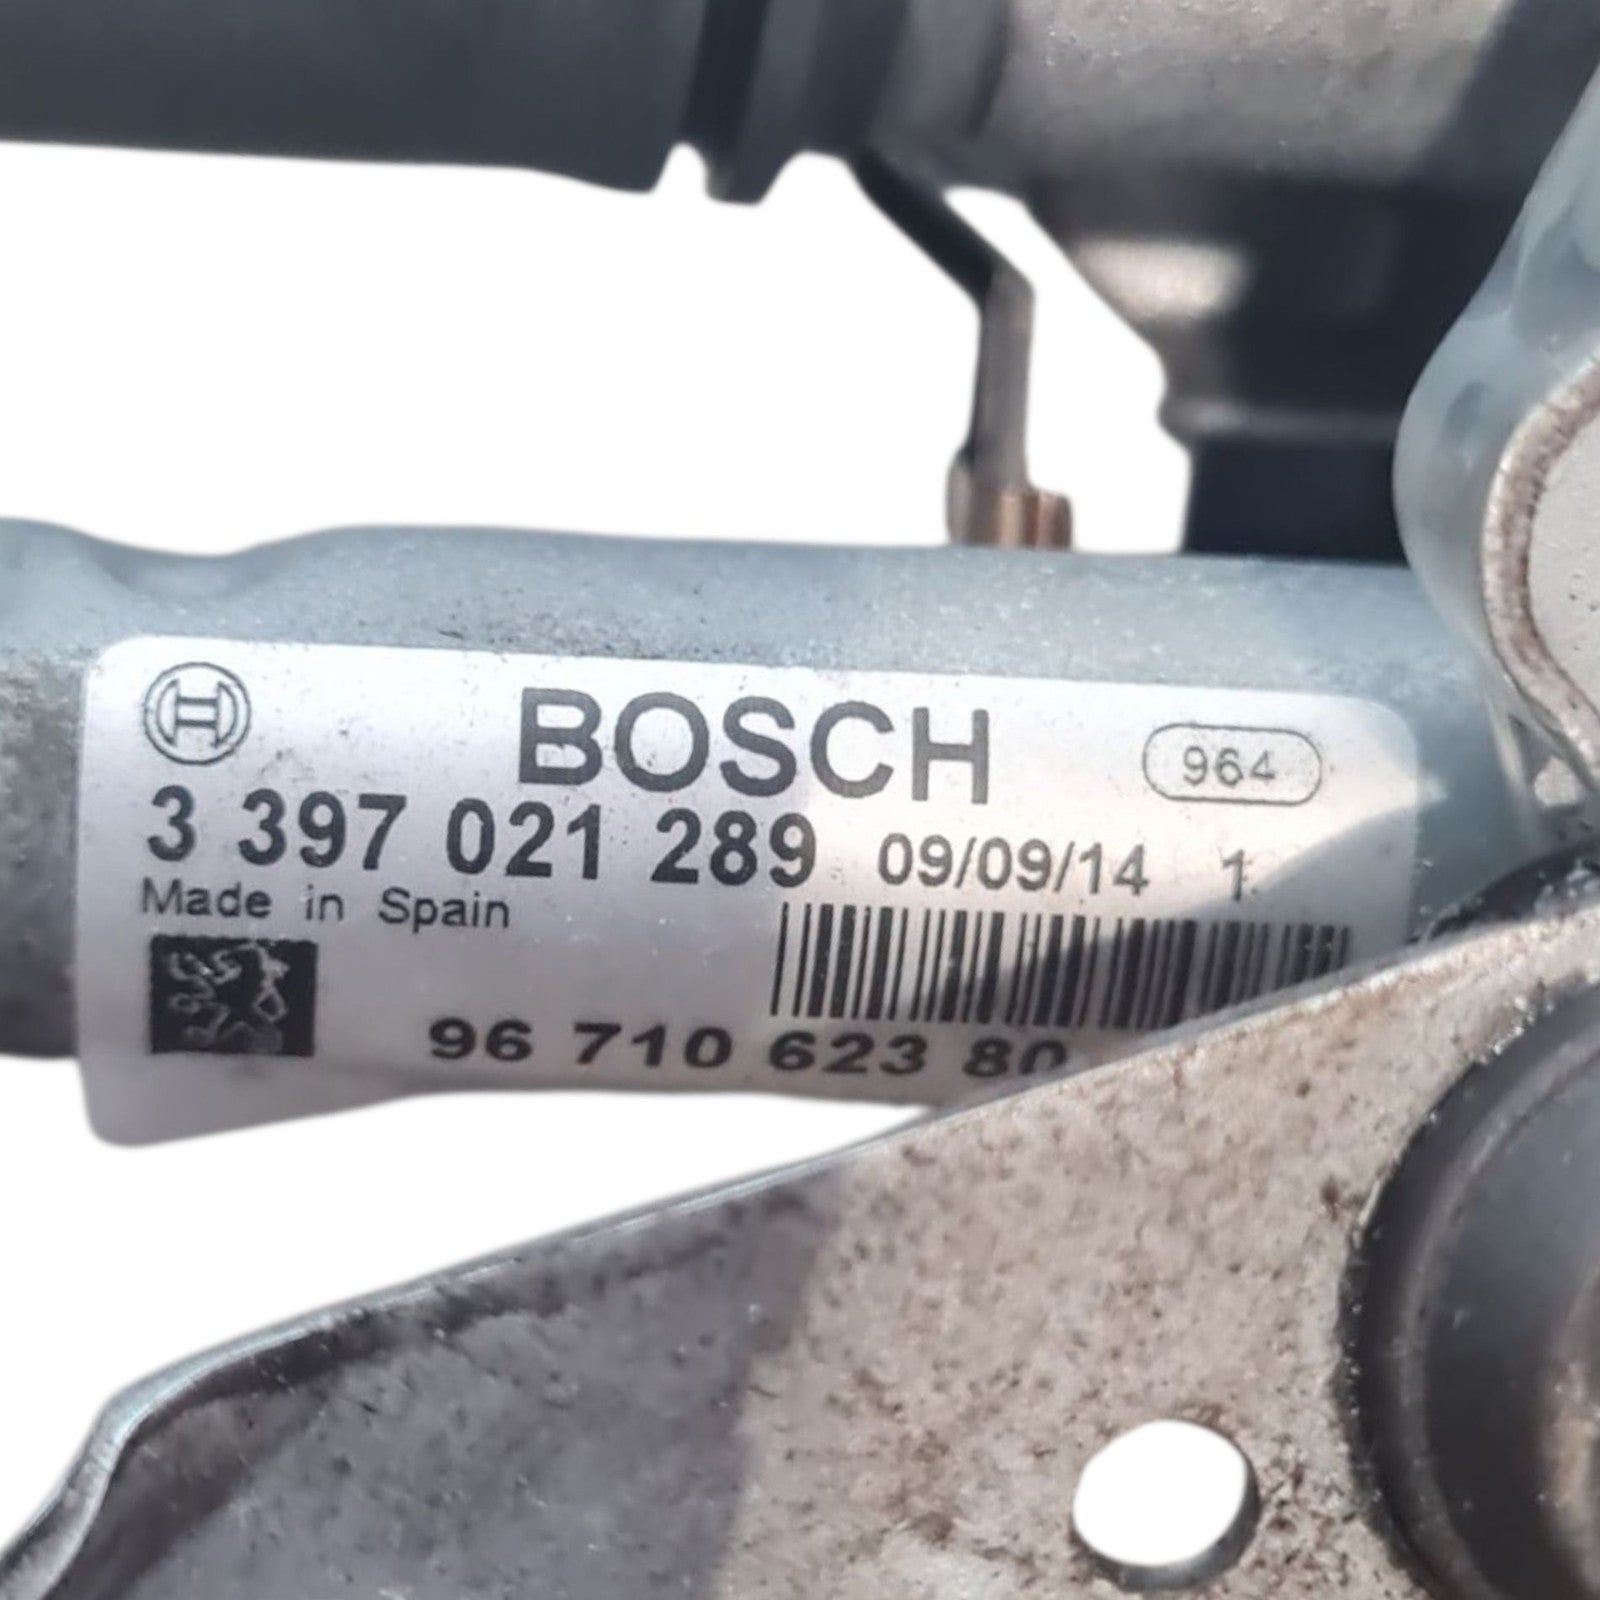 BOSCH 964
3 397 021 289 09/09/14 1
Made in Spain
96 710 623 80